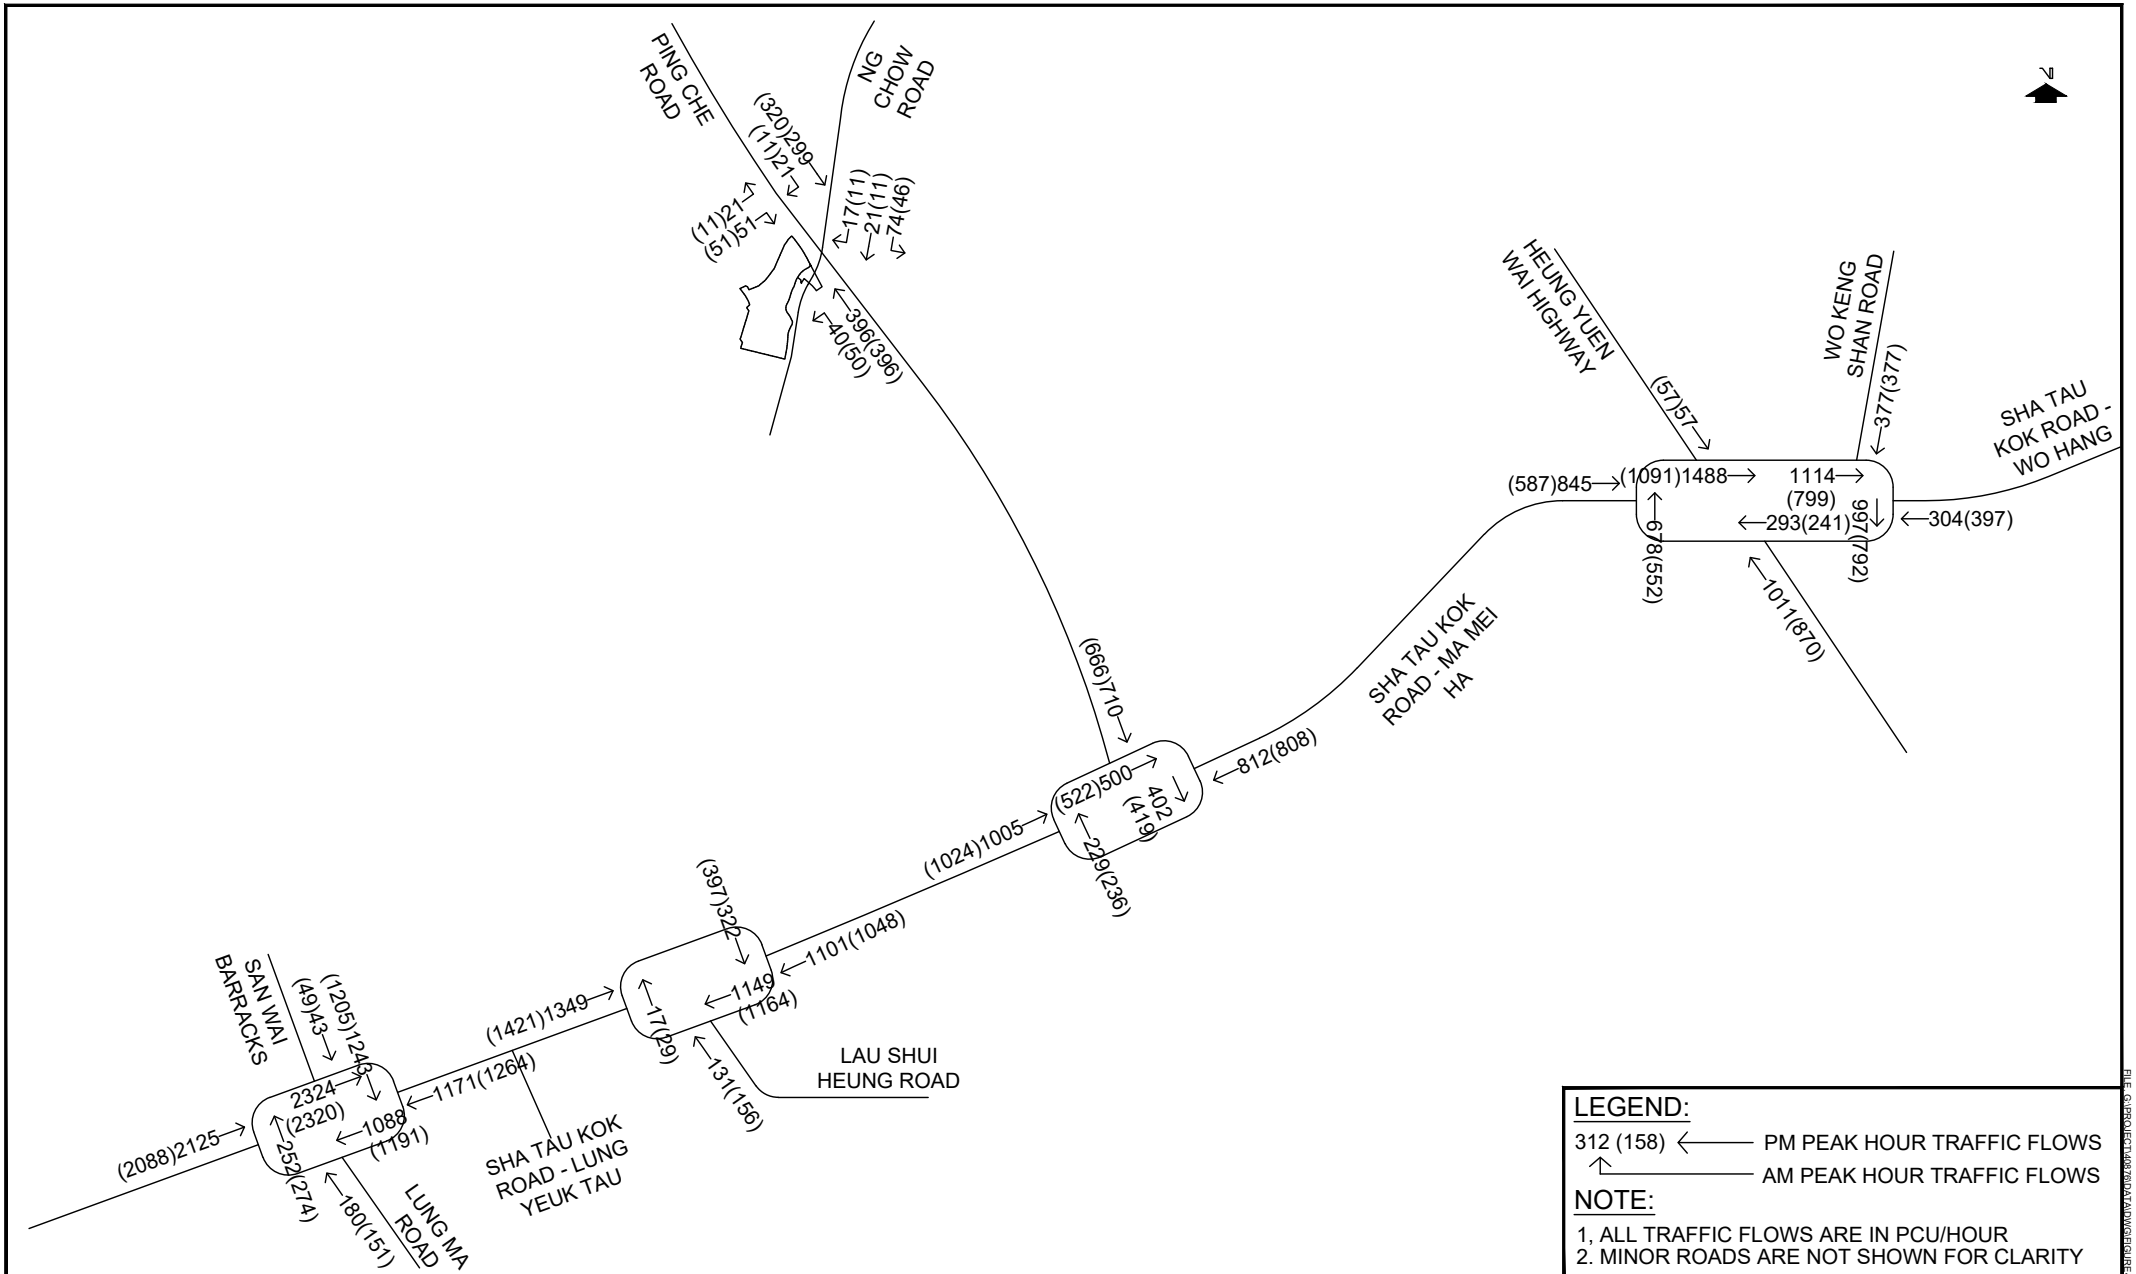 PING CHE
ROAD
NG
CHOW
ROAD
N
(320)299
(11)21
(11)21
(51)51
17(11)
21(11)
74(46)
396(396)
40(50)
HEUNG YUEN
WAI HIGHWAY
WO KENG
SHAN ROAD
(57)57
377(377)
SHA TAU
KOK ROAD -
WO HANG
(587)845
(1091)1488
1114
(799)
293(241)
997(792)
304(397)
678(552)
1011(870)
SHA TAU KOK
ROAD - MA MEI
HA
(666)710
812(808)
(522)500
402
(419)
229(236)
(1024)1005
1101(1048)
(397)322
1149
(1164)
17(29)
(1421)1349
1171(1264)
131(156)
LAU SHUI
HEUNG ROAD
SAN WAI
BARRACKS
(49)43
(1205)1243
2324
(2320)
1088
(1191)
252(274)
(2088)2125
180(151)
LUNG MA
ROAD
SHA TAU KOK
ROAD - LUNG
YEUK TAU
LEGEND:
312 (158)
PM PEAK HOUR TRAFFIC FLOWS
AM PEAK HOUR TRAFFIC FLOWS
NOTE:
1, ALL TRAFFIC FLOWS ARE IN PCU/HOUR
2. MINOR ROADS ARE NOT SHOWN FOR CLARITY